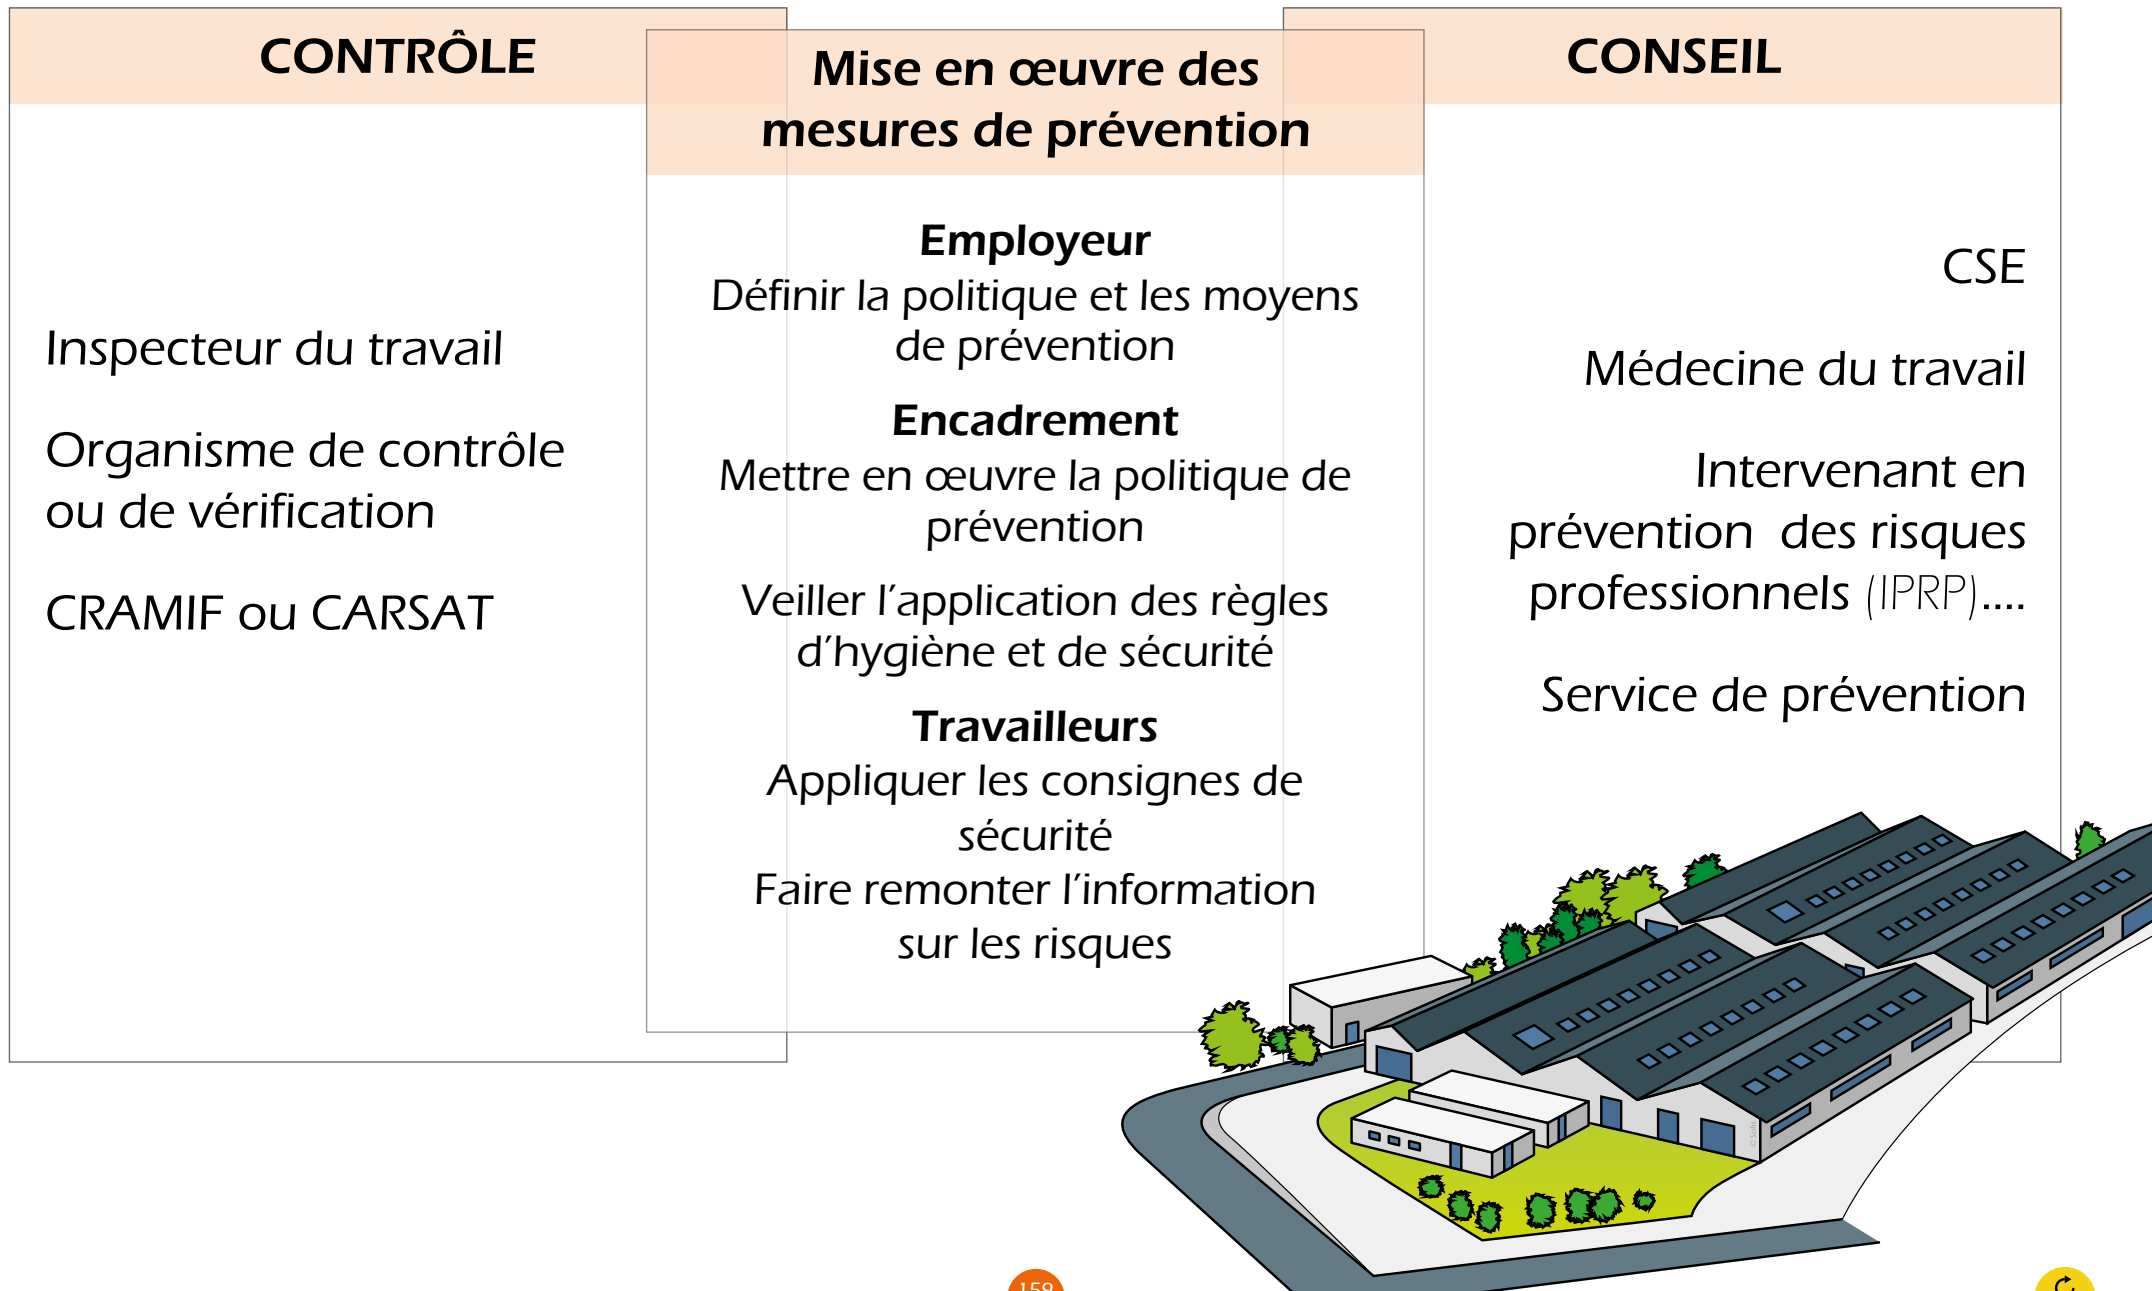 CONTRÔLE
Inspecteur du travail
Organisme de contrôle
ou de vérification
CRAMIF ou CARSAT
Mise en œuvre des
mesures de prévention
Employeur
Définir la politique et les moyens
de prévention
Encadrement
Mettre en œuvre la politique de
prévention
Veiller l’application des règles
d’hygiène et de sécurité
Travailleurs
Appliquer les consignes de
sécurité
Faire remonter l’information
sur les risques
CONSEIL
CSE
Médecine du travail
Intervenant en
prévention  des risques
professionnels (IPRP)....
Service de prévention
© Sofis
159